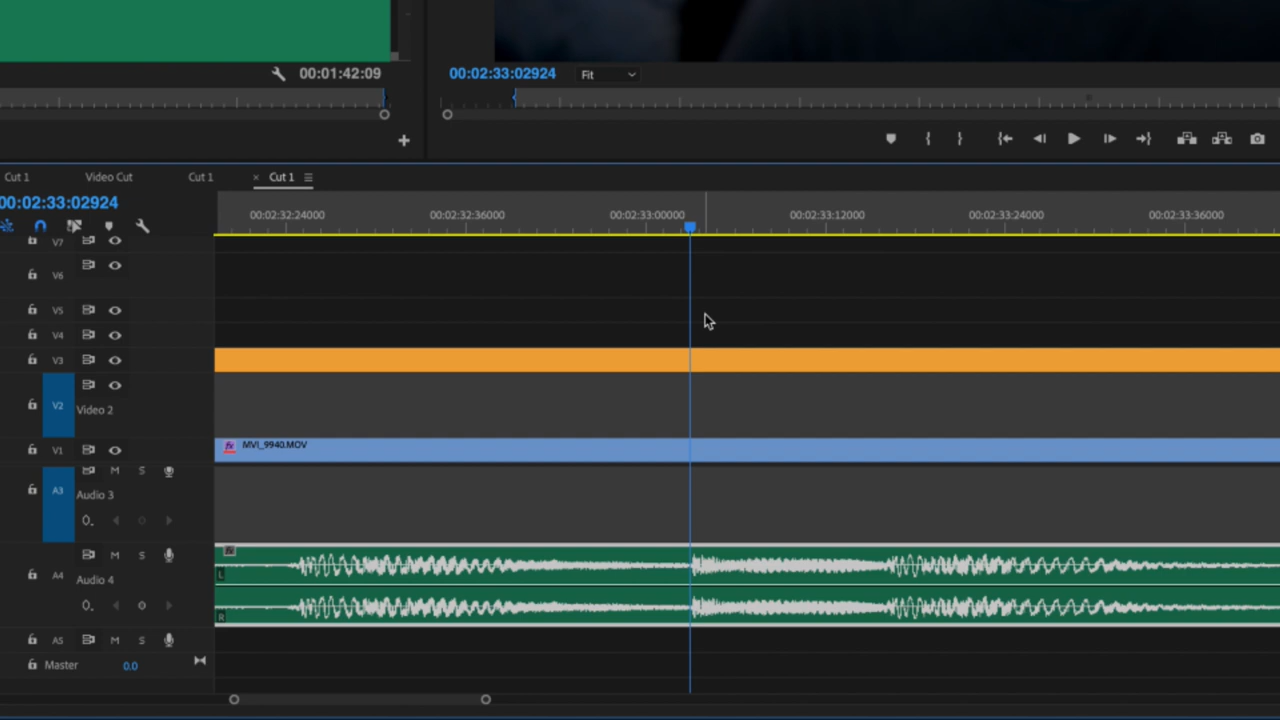 00:01:42:09
00:02:33:02924 Fit
Cut 1 Video Cut Cut 1 × Cut 1
00:02:33:02924
00:02:32:24000 00:02:32:36000 00:02:33:00000 00:02:33:12000 00:02:33:24000 00:02:33:36000
V7
V6
V5
V4
V3
V2
Video 2
V1 fx MVI_9940.MOV
M S
A3
Audio 3
fx
M S
L
A4
Audio 4
R
A5 M S
Master 0.0